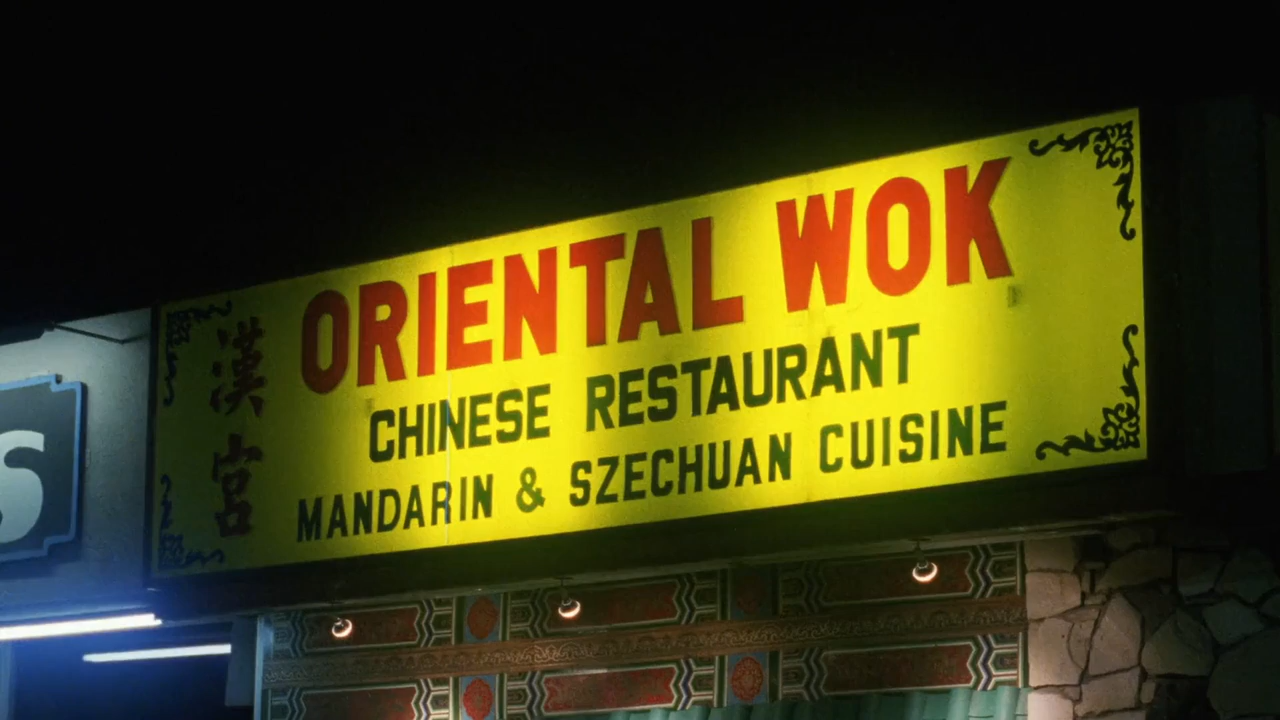 S
漢宮
ORIENTAL WOK
CHINESE RESTAURANT
MANDARIN & SZECHUAN CUISINE